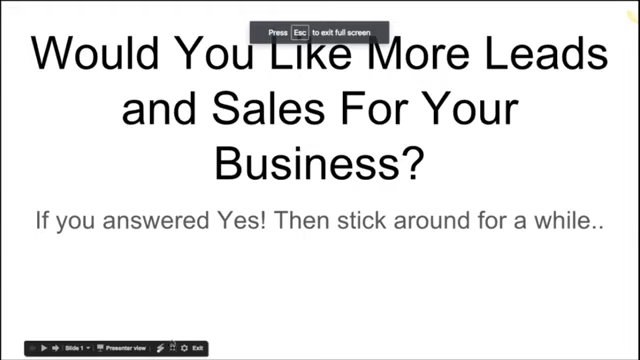 Press Esc to exit full screen
Would You Like More Leads
and Sales For Your
Business?
If you answered Yes! Then stick around for a while..
Slide 1 Presenter view Exit